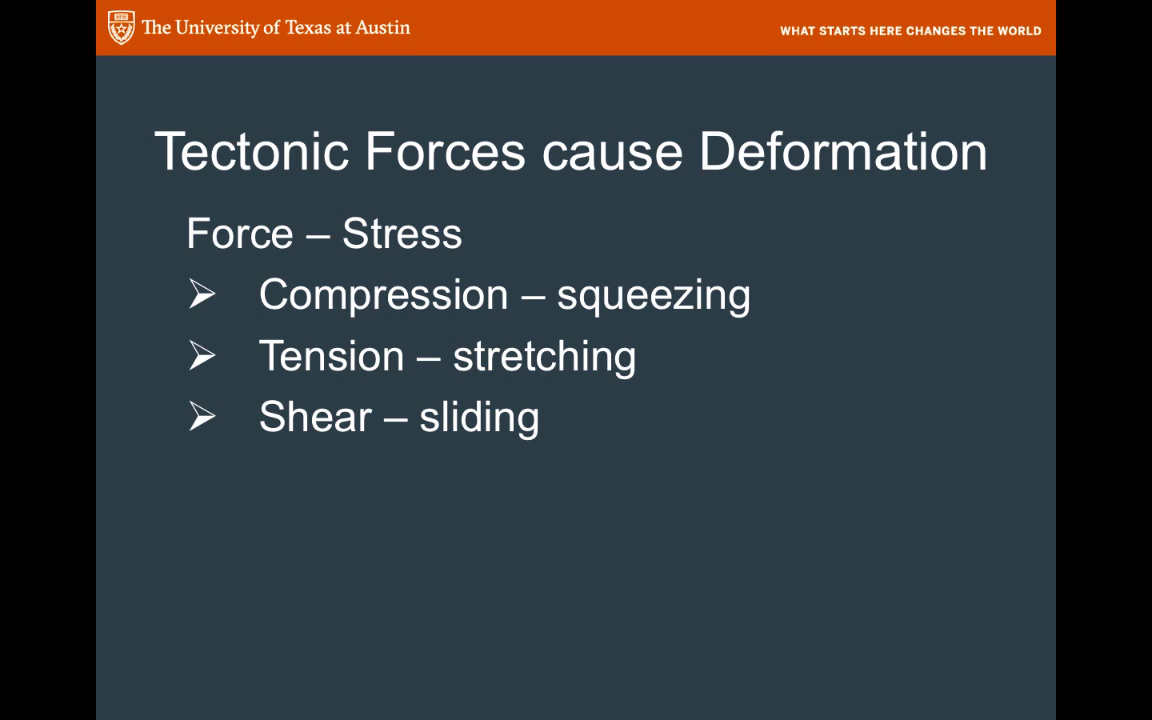 The University of Texas at Austin
WHAT STARTS HERE CHANGES THE WORLD
Tectonic Forces cause Deformation
Force – Stress
➢ Compression – squeezing
➢ Tension – stretching
➢ Shear – sliding